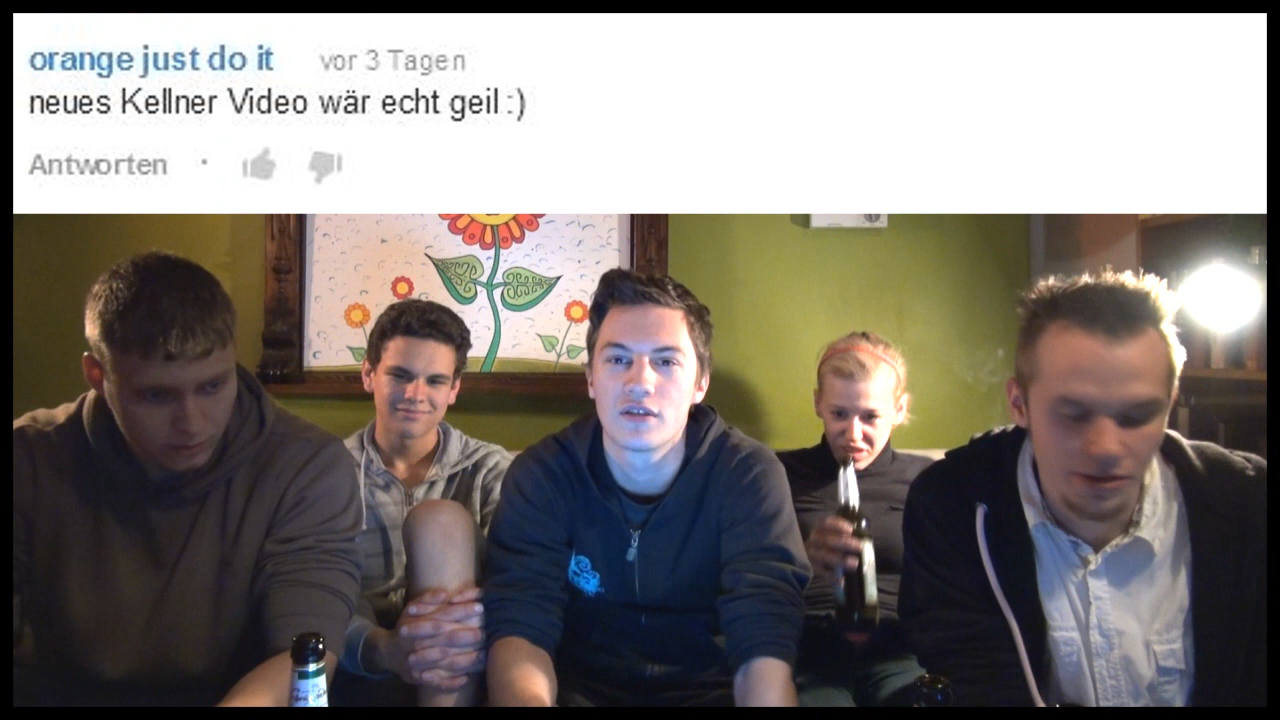 orange just do it vor 3 Tagen
neues Kellner Video wär echt geil :)
Antworten ·